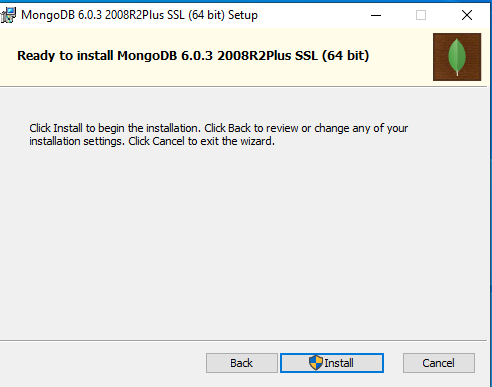 MongoDB 6.0.3 2008R2Plus SSL (64 bit) Setup
Ready to install MongoDB 6.0.3 2008R2Plus SSL (64 bit)
Click Install to begin the installation. Click Back to review or change any of your
installation settings. Click Cancel to exit the wizard.
Back
Install
Cancel